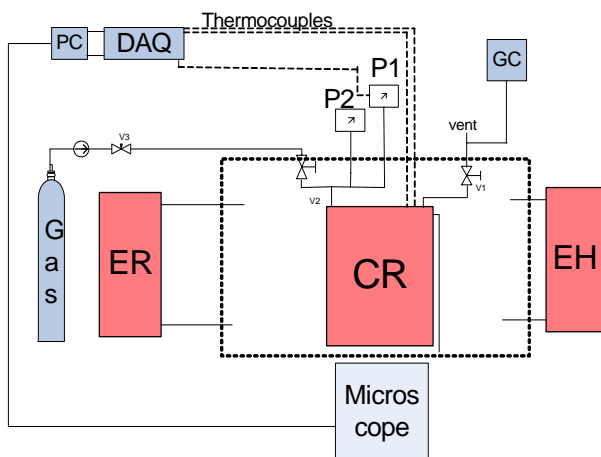 Thermocouples
PC
DAQ
GC
P1
P2
vent
V3
V1
V2
G
a
s
ER
CR
EH
Micros
cope